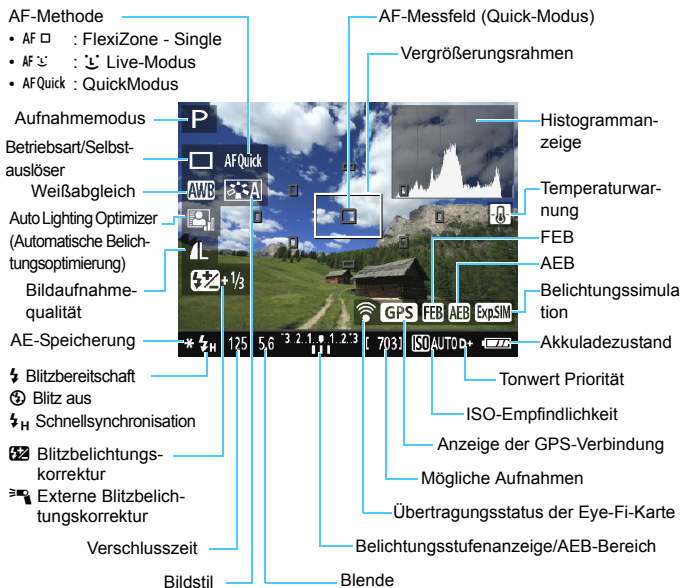 AF-Methode
• AF □ : FlexiZone - Single
• AF : Live-Modus
• AFQuick : QuickModus
Aufnahmemodus
Betriebsart/Selbst-
auslöser
Weißabgleich
Auto Lighting Optimizer
(Automatische Belich-
tungsoptimierung)
Bildaufnahme-
qualität
AE-Speicherung
Blitzbereitschaft
Blitz aus
H Schnellsynchronisation
Blitzbelichtungs-
korrektur
Externe Blitzbelich-
tungskorrektur
Verschlusszeit
Bildstil
AF-Messfeld (Quick-Modus)
Vergrößerungsrahmen
Histogramman-
zeige
Temperaturwar-
nung
FEB
AEB
Belichtungssimula
tion
Akkuladezustand
Tonwert Priorität
ISO-Empfindlichkeit
Anzeige der GPS-Verbindung
Mögliche Aufnahmen
Übertragungsstatus der Eye-Fi-Karte
Belichtungsstufenanzeige/AEB-Bereich
Blende
P
AFQuick
AWB A
L
+1/3
GPS FEB AEB Exp.SIM
* H 125 5.6 -3..2..1..0..1..2..+3 [ 703] ISO AUTO D+